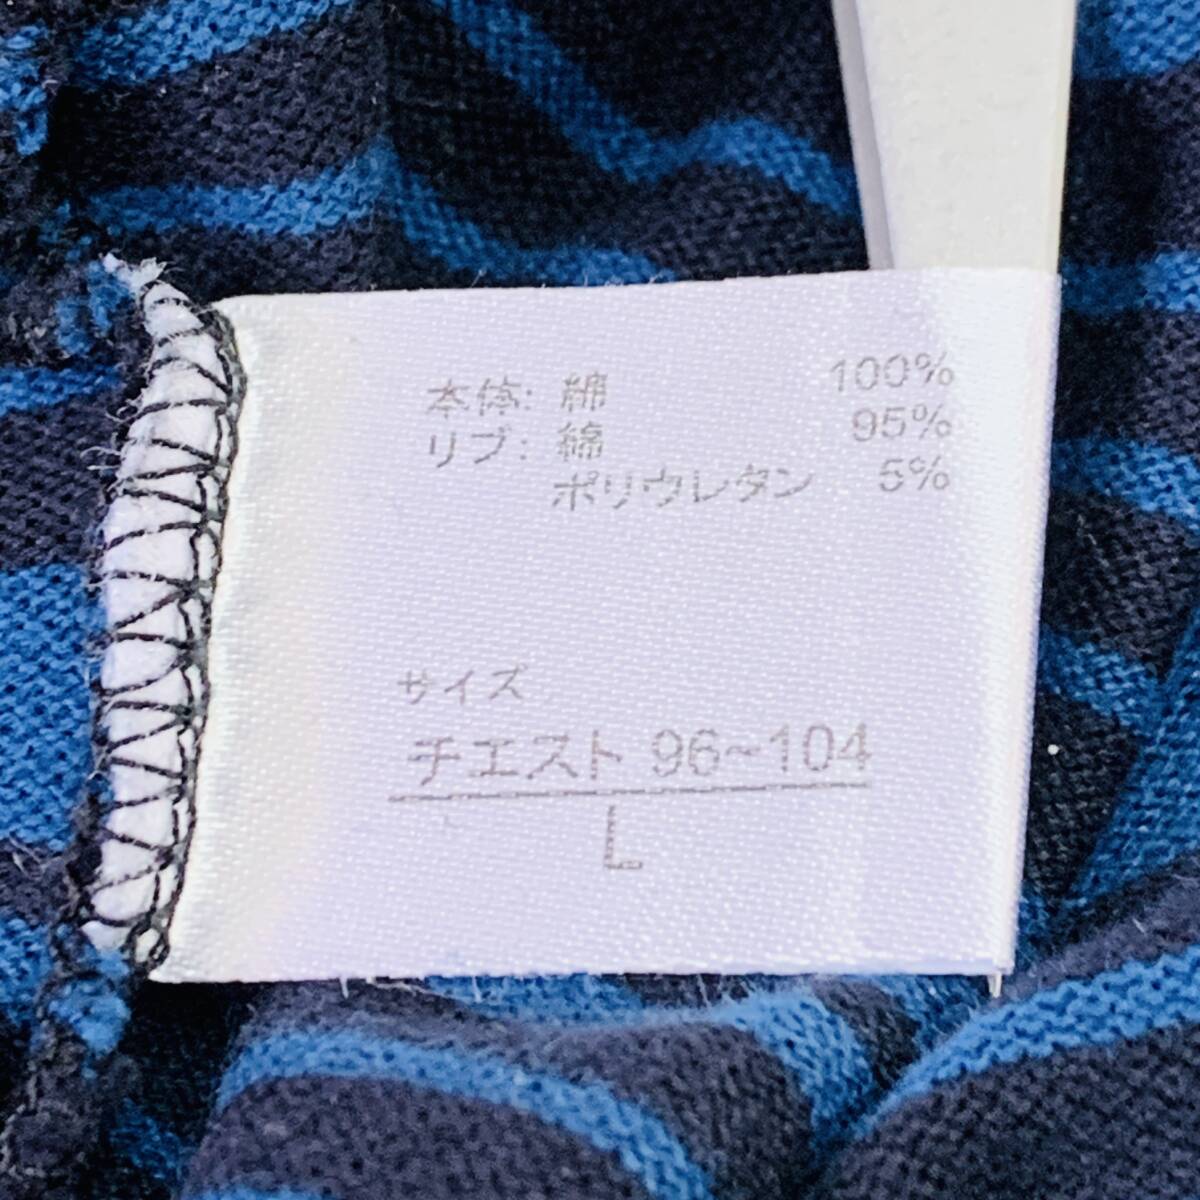 本体: 綿 100%
リブ: 綿 95%
ポリウレタン 5%
サイズ
チエスト 96~104
L